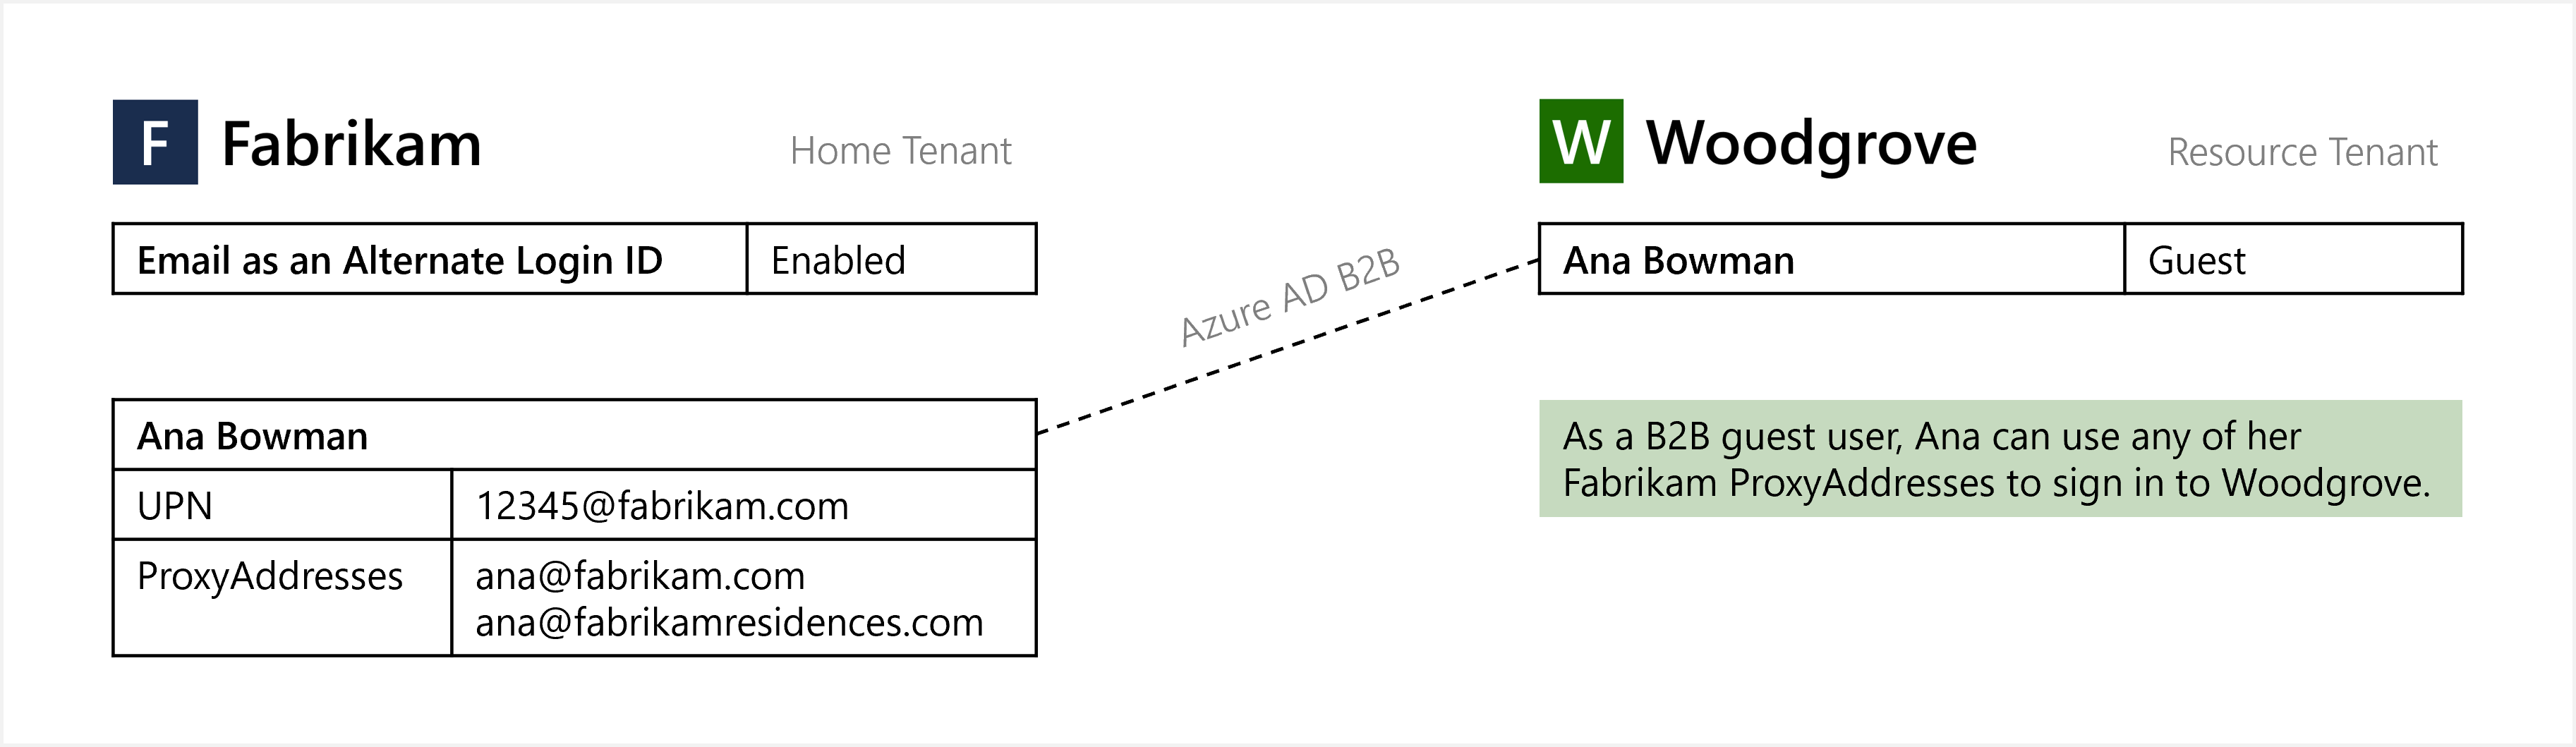 F Fabrikam Home Tenant
Email as an Alternate Login ID Enabled
Ana Bowman
UPN 12345@fabrikam.com
ProxyAddresses ana@fabrikam.com
ana@fabrikamresidences.com
Azure AD B2B
W Woodgrove Resource Tenant
Ana Bowman Guest
As a B2B guest user, Ana can use any of her
Fabrikam ProxyAddresses to sign in to Woodgrove.